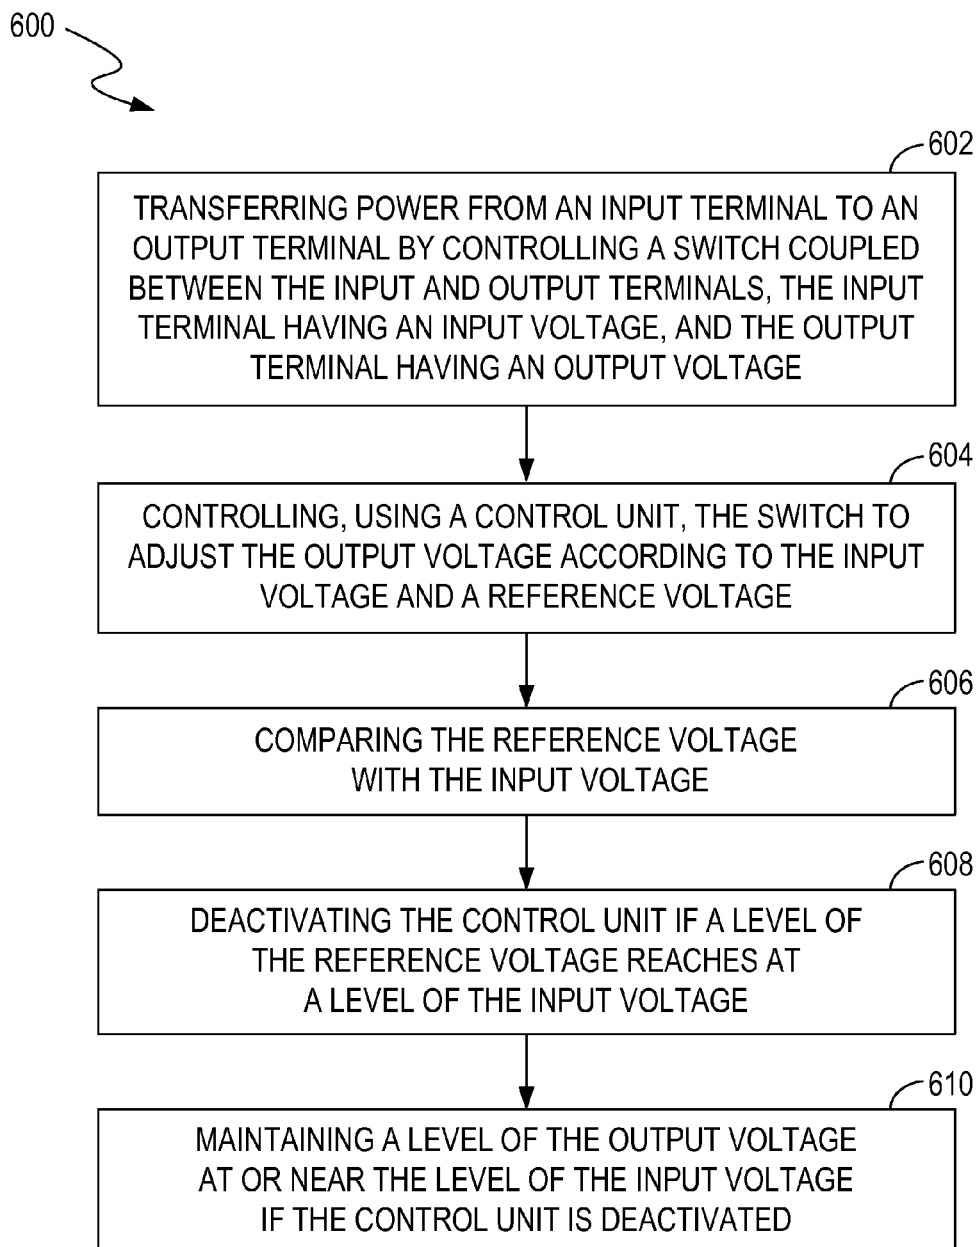 600
602
TRANSFERRING POWER FROM AN INPUT TERMINAL TO AN
OUTPUT TERMINAL BY CONTROLLING A SWITCH COUPLED
BETWEEN THE INPUT AND OUTPUT TERMINALS, THE INPUT
TERMINAL HAVING AN INPUT VOLTAGE, AND THE OUTPUT
TERMINAL HAVING AN OUTPUT VOLTAGE
604
CONTROLLING, USING A CONTROL UNIT, THE SWITCH TO
ADJUST THE OUTPUT VOLTAGE ACCORDING TO THE INPUT
VOLTAGE AND A REFERENCE VOLTAGE
606
COMPARING THE REFERENCE VOLTAGE
WITH THE INPUT VOLTAGE
608
DEACTIVATING THE CONTROL UNIT IF A LEVEL OF
THE REFERENCE VOLTAGE REACHES AT
A LEVEL OF THE INPUT VOLTAGE
610
MAINTAINING A LEVEL OF THE OUTPUT VOLTAGE
AT OR NEAR THE LEVEL OF THE INPUT VOLTAGE
IF THE CONTROL UNIT IS DEACTIVATED